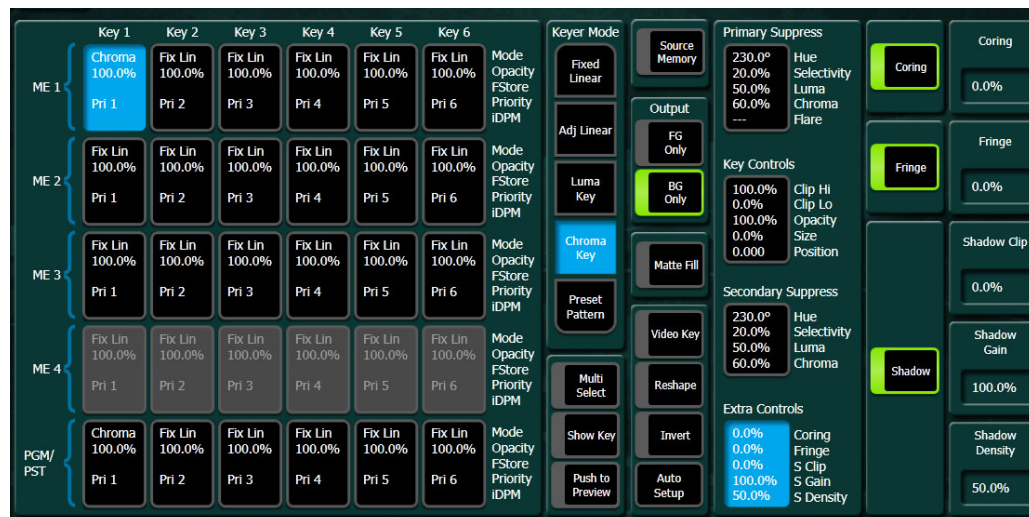 Key 1 Key 2 Key 3 Key 4 Key 5 Key 6
ME 1
Chroma Fix Lin Fix Lin Fix Lin Fix Lin Fix Lin Mode
100.0% 100.0% 100.0% 100.0% 100.0% 100.0% Opacity
FStore
Pri 1 Pri 2 Pri 3 Pri 4 Pri 5 Pri 6 Priority
iDPM
ME 2
Fix Lin Fix Lin Fix Lin Fix Lin Fix Lin Fix Lin Mode
100.0% 100.0% 100.0% 100.0% 100.0% 100.0% Opacity
FStore
Pri 1 Pri 2 Pri 3 Pri 4 Pri 5 Pri 6 Priority
iDPM
ME 3
Fix Lin Fix Lin Fix Lin Fix Lin Fix Lin Fix Lin Mode
100.0% 100.0% 100.0% 100.0% 100.0% 100.0% Opacity
FStore
Pri 1 Pri 2 Pri 3 Pri 4 Pri 5 Pri 6 Priority
iDPM
ME 4
Fix Lin Fix Lin Fix Lin Fix Lin Fix Lin Fix Lin Mode
100.0% 100.0% 100.0% 100.0% 100.0% 100.0% Opacity
FStore
Pri 1 Pri 2 Pri 3 Pri 4 Pri 5 Pri 6 Priority
iDPM
PGM/
PST
Chroma Fix Lin Fix Lin Fix Lin Fix Lin Fix Lin Mode
100.0% 100.0% 100.0% 100.0% 100.0% 100.0% Opacity
FStore
Pri 1 Pri 2 Pri 3 Pri 4 Pri 5 Pri 6 Priority
iDPM
Keyer Mode
Fixed
Linear
Adj Linear
Luma
Key
Chroma
Key
Preset
Pattern
Multi
Select
Show Key
Push to
Preview
Source
Memory
Output
FG
Only
BG
Only
Matte Fill
Video Key
Reshape
Invert
Auto
Setup
Primary Suppress
230.0º Hue
20.0% Selectivity
50.0% Luma
60.0% Chroma
--- Flare
Key Controls
100.0% Clip Hi
0.0% Clip Lo
100.0% Opacity
0.0% Size
0.000 Position
Secondary Suppress
230.0º Hue
20.0% Selectivity
50.0% Luma
60.0% Chroma
Extra Controls
0.0% Coring
0.0% Fringe
0.0% S Clip
100.0% S Gain
50.0% S Density
Coring
Fringe
Shadow
Coring
0.0%
Fringe
0.0%
Shadow Clip
0.0%
Shadow
Gain
100.0%
Shadow
Density
50.0%